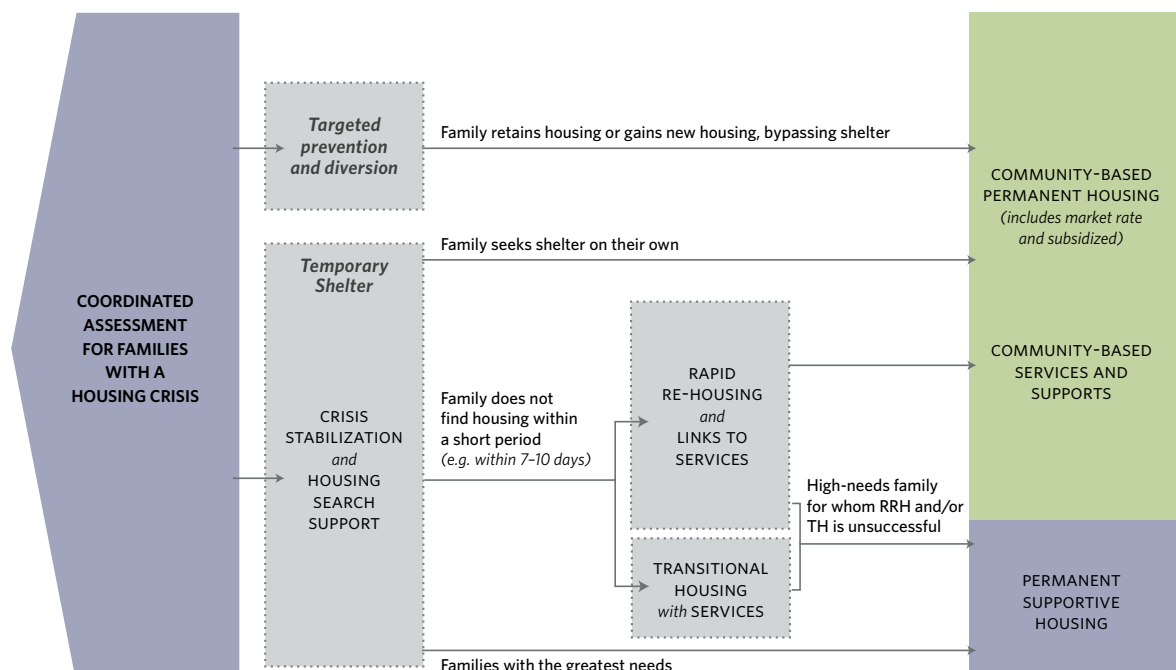 COORDINATED
ASSESSMENT
FOR FAMILIES
WITH A
HOUSING CRISIS
Targeted
prevention
and diversion
Family retains housing or gains new housing, bypassing shelter
Temporary
Shelter
Family seeks shelter on their own
CRISIS
STABILIZATION
and
HOUSING
SEARCH
SUPPORT
Family does not
find housing within
a short period
(e.g. within 7–10 days)
RAPID
RE-HOUSING
and
LINKS TO
SERVICES
TRANSITIONAL
HOUSING
with SERVICES
High-needs family
for whom RRH and/or
TH is unsuccessful
Families with the greatest needs
COMMUNITY-BASED
PERMANENT HOUSING
(includes market rate
and subsidized)
COMMUNITY-BASED
SERVICES AND
SUPPORTS
PERMANENT
SUPPORTIVE
HOUSING